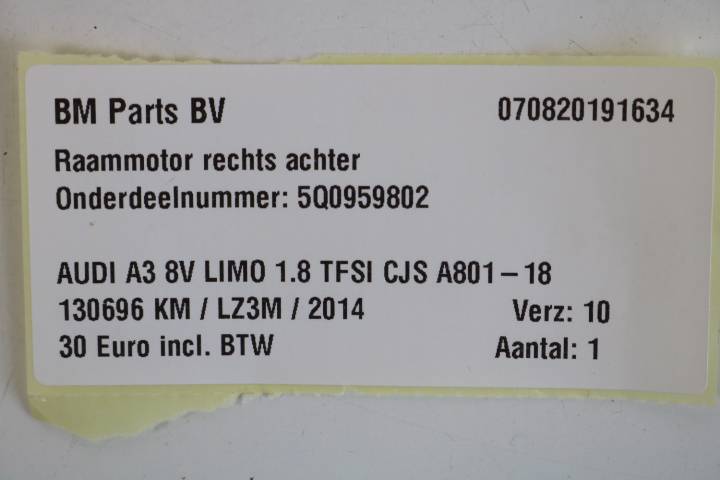 BM Parts BV 070820191634
Raammotor rechts achter
Onderdeelnummer: 5Q0959802
AUDI A3 8V LIMO 1.8 TFSI CJS A801-18
130696 KM / LZ3M / 2014 Verz: 10
30 Euro incl. BTW Aantal: 1